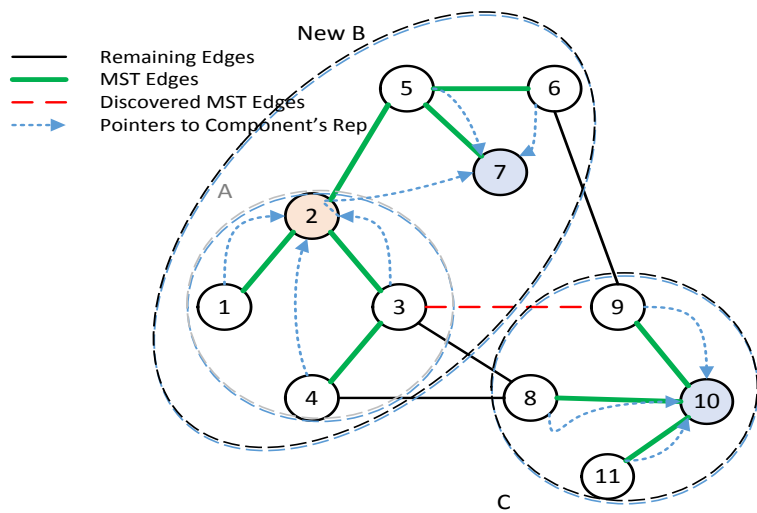 New B
Remaining Edges
MST Edges
Discovered MST Edges
Pointers to Component's Rep
5
6
7
A
2
1
3
9
4
8
10
11
C